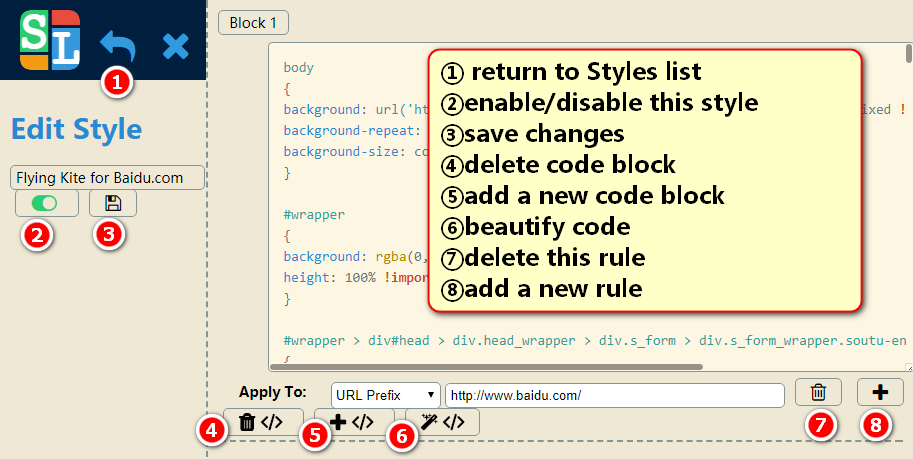 S
L
Block 1
①
Edit Style
Flying Kite for Baidu.com
②
③
body
{
background: url('ht
ixed !
background-repeat:
background-size: co
}
#wrapper
{
background: rgba(0,
height: 100% !impor
}
#wrapper > div#head > div.head_wrapper > div.s_form > div.s_form_wrapper.soutu-en
{
① return to Styles list
②enable/disable this style
③save changes
④delete code block
⑤add a new code block
⑥beautify code
⑦delete this rule
⑧add a new rule
Apply To:
URL Prefix
http://www.baidu.com/
</>
</>
</>
④
⑤
⑥
⑦
⑧